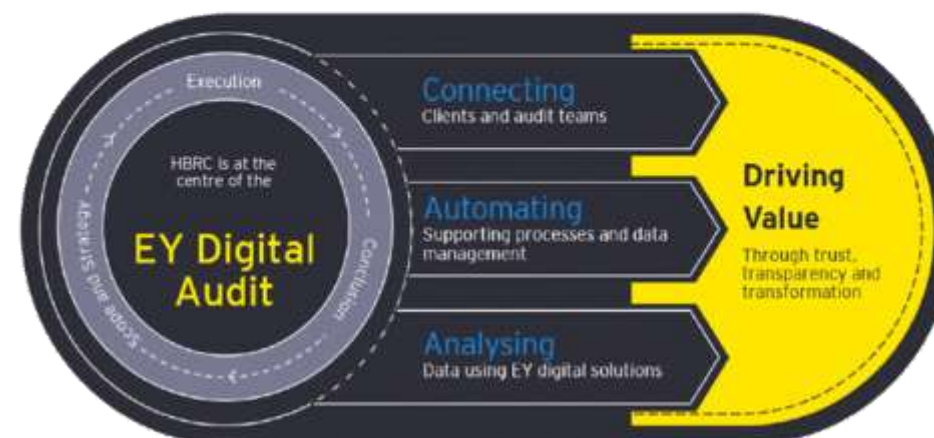 Execution
Scope and Strategy
Conclusion
HBRC is at the
centre of the
EY Digital
Audit
Connecting
Clients and audit teams
Automating
Supporting processes and data
management
Analysing
Data using EY digital solutions
Driving
Value
Through trust,
transparency and
transformation